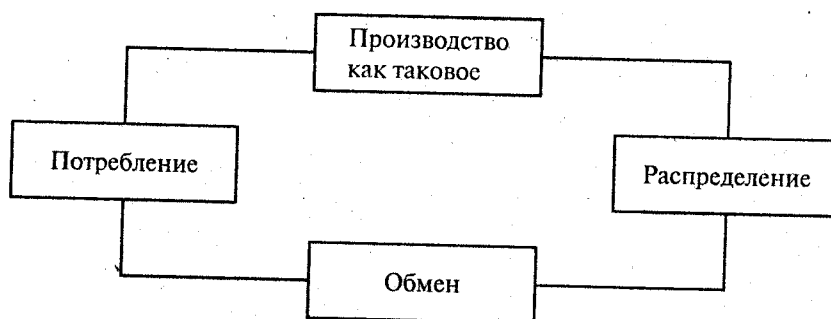 Производство
как таковое
Потребление
Распределение
Обмен